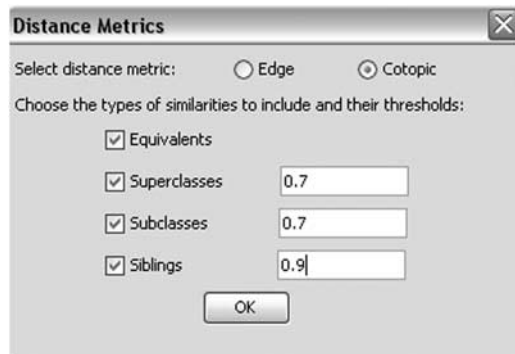 Distance Metrics
Select distance metric: Edge Cotopic
Choose the types of similarities to include and their thresholds:
Equivalents
Superclasses 0.7
Subclasses 0.7
Siblings 0.9
OK